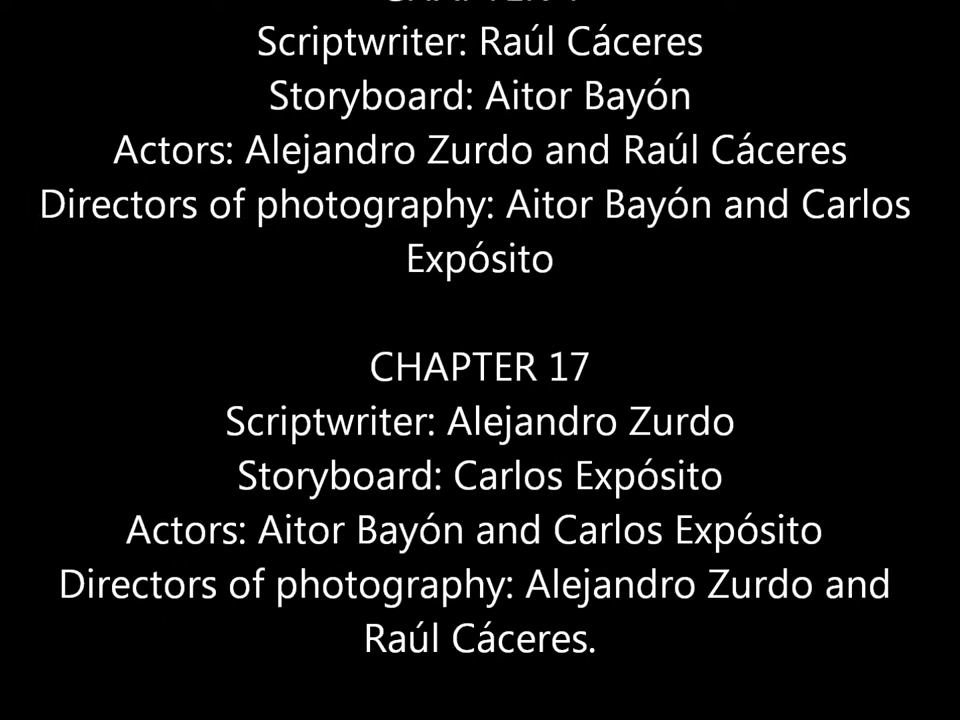 Scriptwriter: Raúl Cáceres
Storyboard: Aitor Bayón
Actors: Alejandro Zurdo and Raúl Cáceres
Directors of photography: Aitor Bayón and Carlos
Expósito
CHAPTER 17
Scriptwriter: Alejandro Zurdo
Storyboard: Carlos Expósito
Actors: Aitor Bayón and Carlos Expósito
Directors of photography: Alejandro Zurdo and
Raúl Cáceres.